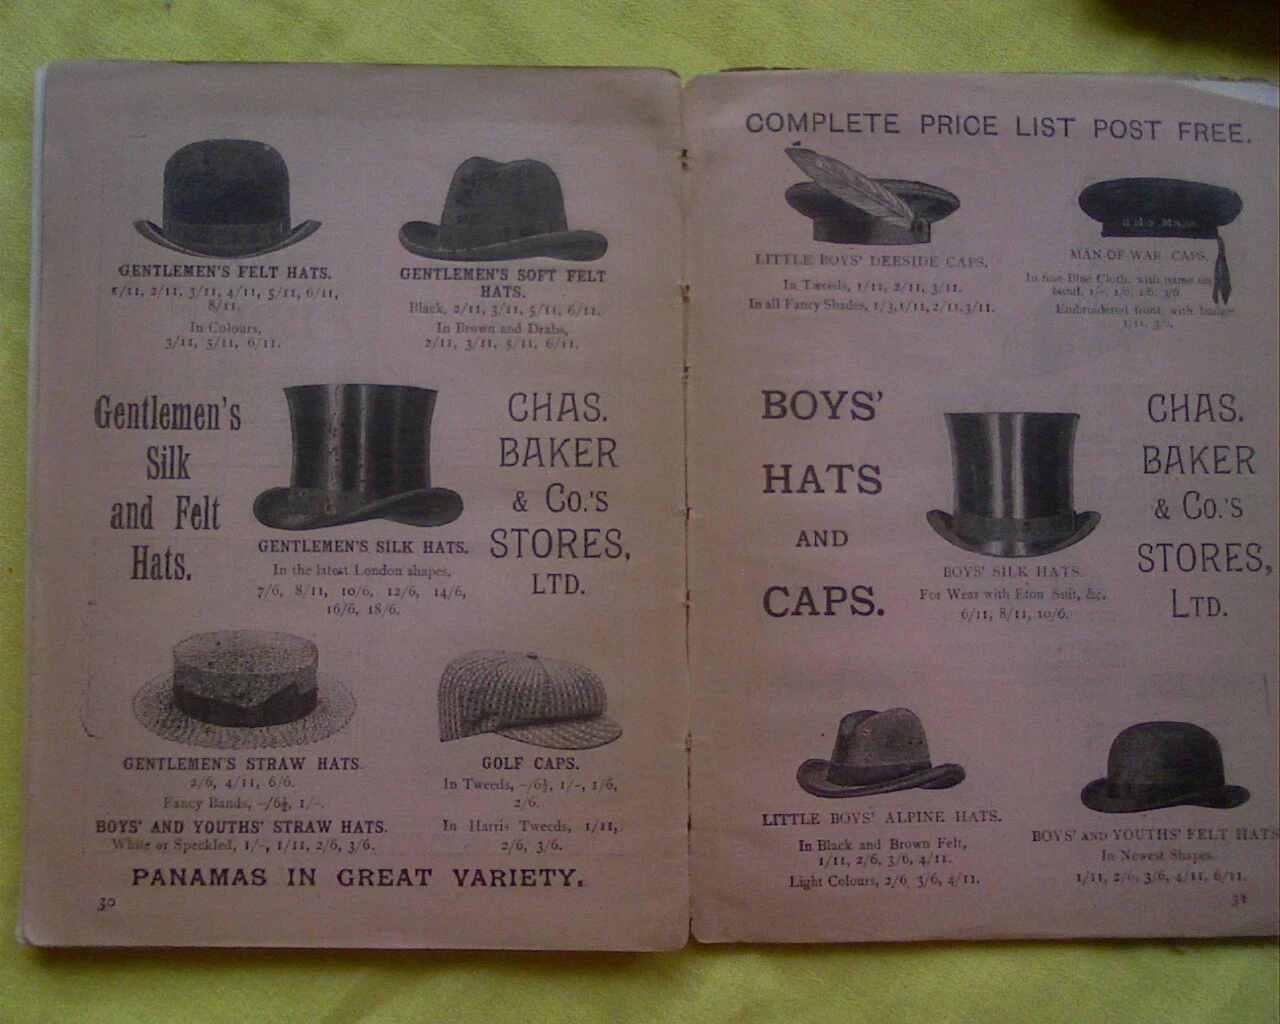 GENTLEMEN'S FELT HATS.
1/11, 2/11, 3/11, 4/11, 5/11, 6/11,
8/11.
In Colours,
3/11, 5/11, 6/11.
GENTLEMEN'S SOFT FELT
HATS.
Black, 2/11, 3/11, 5/11, 6/11.
In Brown and Drabs,
2/11, 3/11, 5/11, 6/11.
Gentlemen's
Silk
and Felt
Hats.
GENTLEMEN'S SILK HATS.
In the latest London shapes,
7/6, 8/11, 10/6, 12/6, 14/6,
16/6, 18/6.
CHAS.
BAKER
& Co.'s
STORES,
LTD.
GENTLEMEN'S STRAW HATS.
2/6, 4/11, 6/6.
Fancy Bands, -/6½, 1/-.
BOYS' AND YOUTHS' STRAW HATS.
White or Speckled, 1/-, 1/11, 2/6, 3/6.
GOLF CAPS.
In Tweeds, -/6½, 1/-, 1/6,
2/6.
In Harris Tweeds, 1/11,
2/6, 3/6.
PANAMAS IN GREAT VARIETY.
30
COMPLETE PRICE LIST POST FREE.
LITTLE BOYS' DEESIDE CAPS.
In Tweeds, 1/11, 2/11, 3/11.
In all Fancy Shades, 1/3, 1/11, 2/11, 3/11.
MAN-OF-WAR CAPS.
In fine Blue Cloth, with name on
band, 1/-, 1/6, 2/6, 3/6.
Embroidered front, with badge,
1/11,
BOYS'
HATS
AND
CAPS.
BOYS' SILK HATS.
For Wear with Eton Suit, &c.
6/11, 8/11, 10/6.
CHAS.
BAKER
& Co.'s
STORES,
LTD.
LITTLE BOYS' ALPINE HATS.
In Black and Brown Felt,
1/11, 2/6, 3/6, 4/11.
Light Colours, 2/6, 3/6, 4/11.
BOYS' AND YOUTHS' FELT HATS
In Newest Shapes.
1/11, 2/6, 3/6, 4/11, 6/11.
31